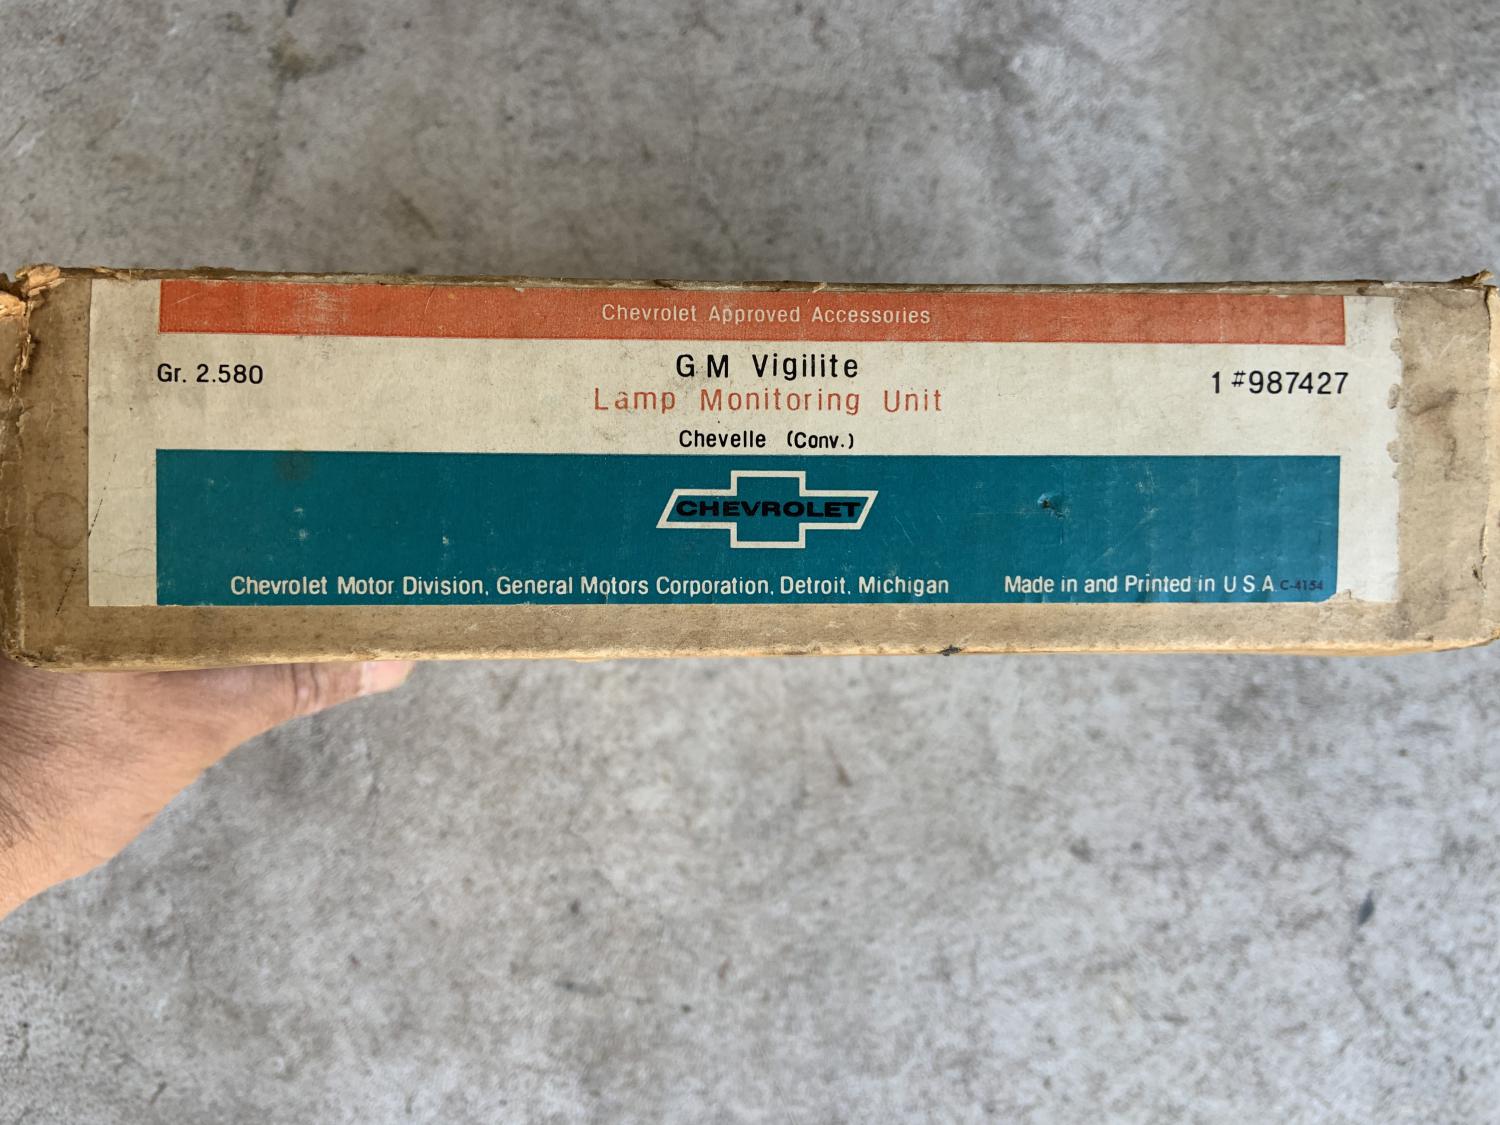 Chevrolet Approved Accessories
Gr. 2.580
GM Vigilite
1 #987427
Lamp Monitoring Unit
Chevelle (Conv.)
CHEVROLET
Chevrolet Motor Division, General Motors Corporation, Detroit, Michigan
Made in and Printed in U S A
C-4154